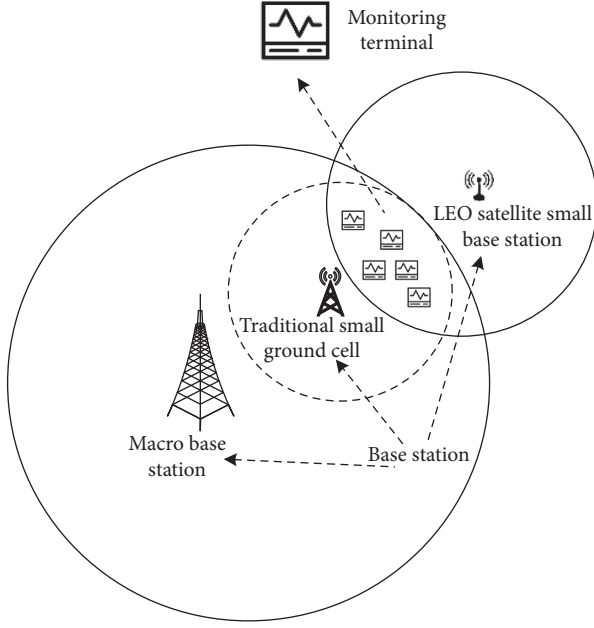 Monitoring
terminal
LEO satellite small
base station
Traditional small
ground cell
Macro base
station
Base station